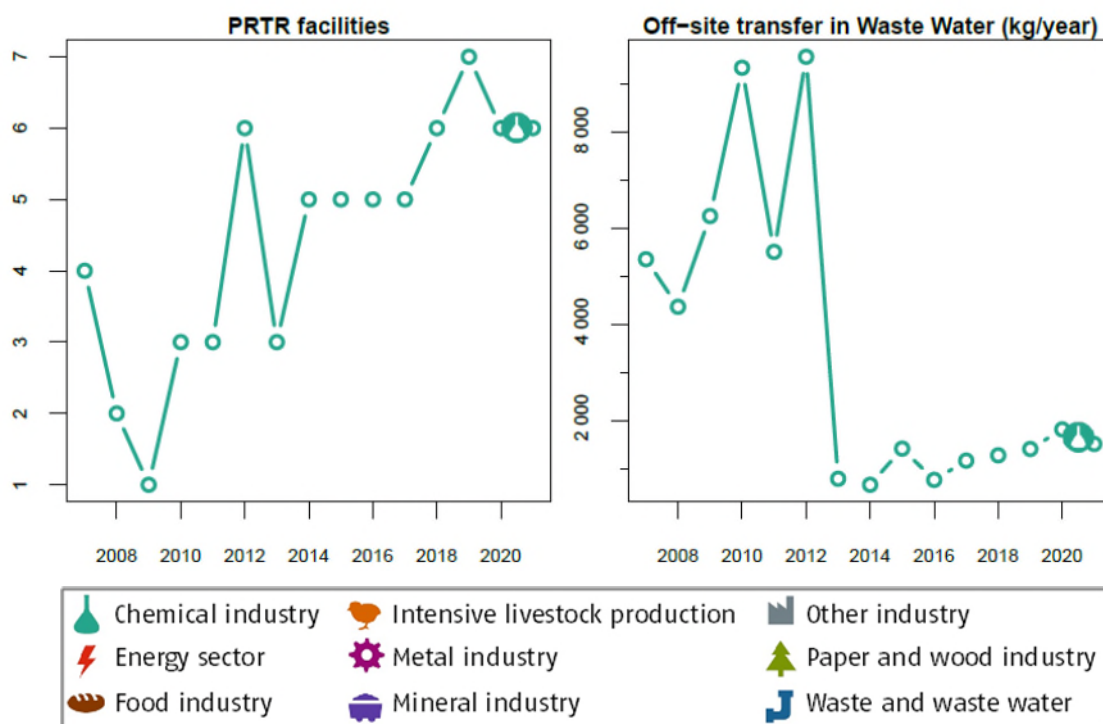 PRTR facilities
7
6
5
4
3
2
1
2008 2010 2012 2014 2016 2018 2020
Off-site transfer in Waste Water (kg/year)
8 000
6 000
4 000
2 000
2008 2010 2012 2014 2016 2018 2020
Chemical industry Intensive livestock production Other industry
Energy sector Metal industry Paper and wood industry
Food industry Mineral industry Waste and waste water